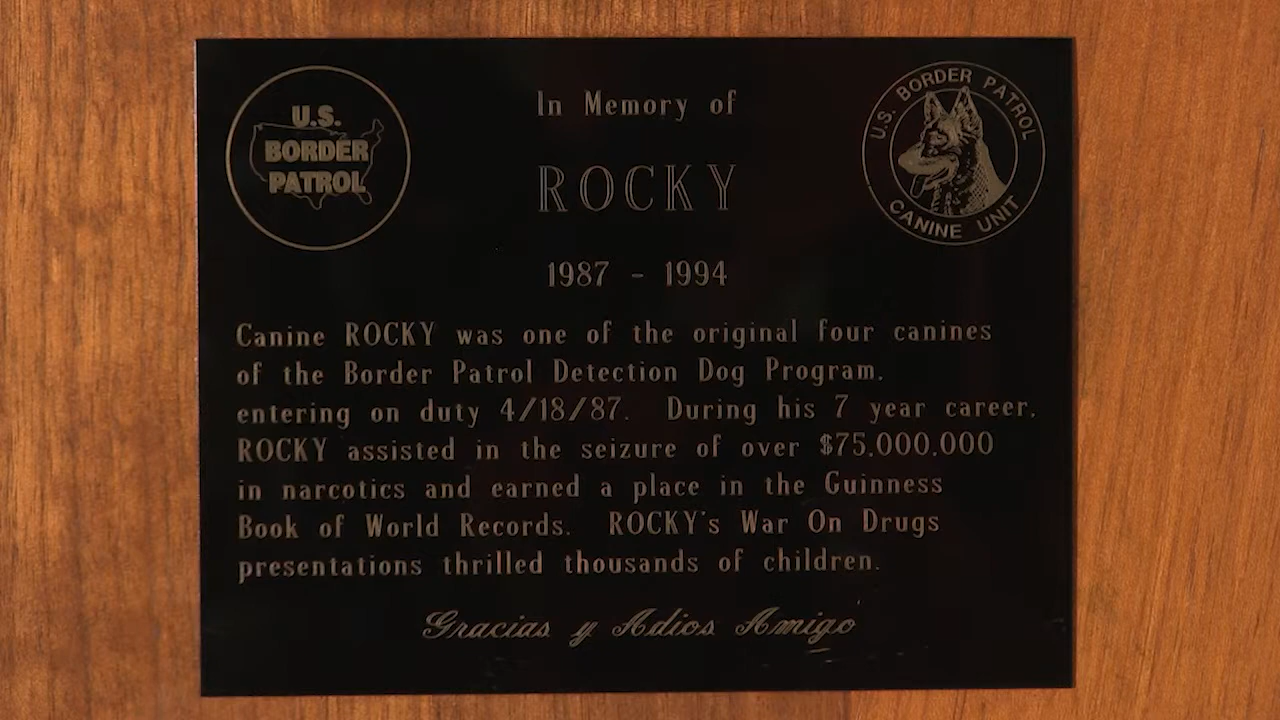 U.S.
BORDER
PATROL
In Memory of
ROCKY
1987 - 1994
U.S. BORDER PATROL
CANINE UNIT
Canine ROCKY was one of the original four canines
of the Border Patrol Detection Dog Program,
entering on duty 4/18/87. During his 7 year career,
ROCKY assisted in the seizure of over $75,000,000
in narcotics and earned a place in the Guinness
Book of World Records. ROCKY's War On Drugs
presentations thrilled thousands of children.
Gracias y Adios Amigo